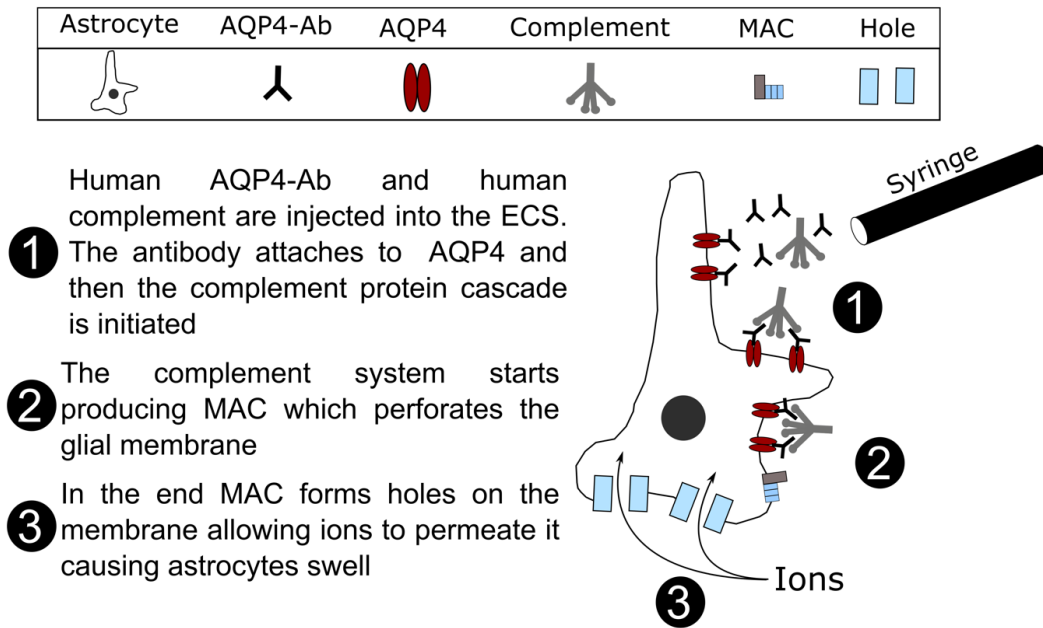 Astrocyte AQP4-Ab AQP4 Complement MAC Hole
1
Human AQP4-Ab and human
complement are injected into the ECS.
The antibody attaches to AQP4 and
then the complement protein cascade
is initiated
2
The complement system starts
producing MAC which perforates the
glial membrane
3
In the end MAC forms holes on the
membrane allowing ions to permeate it
causing astrocytes swell
Syringe
1
2
Ions
3